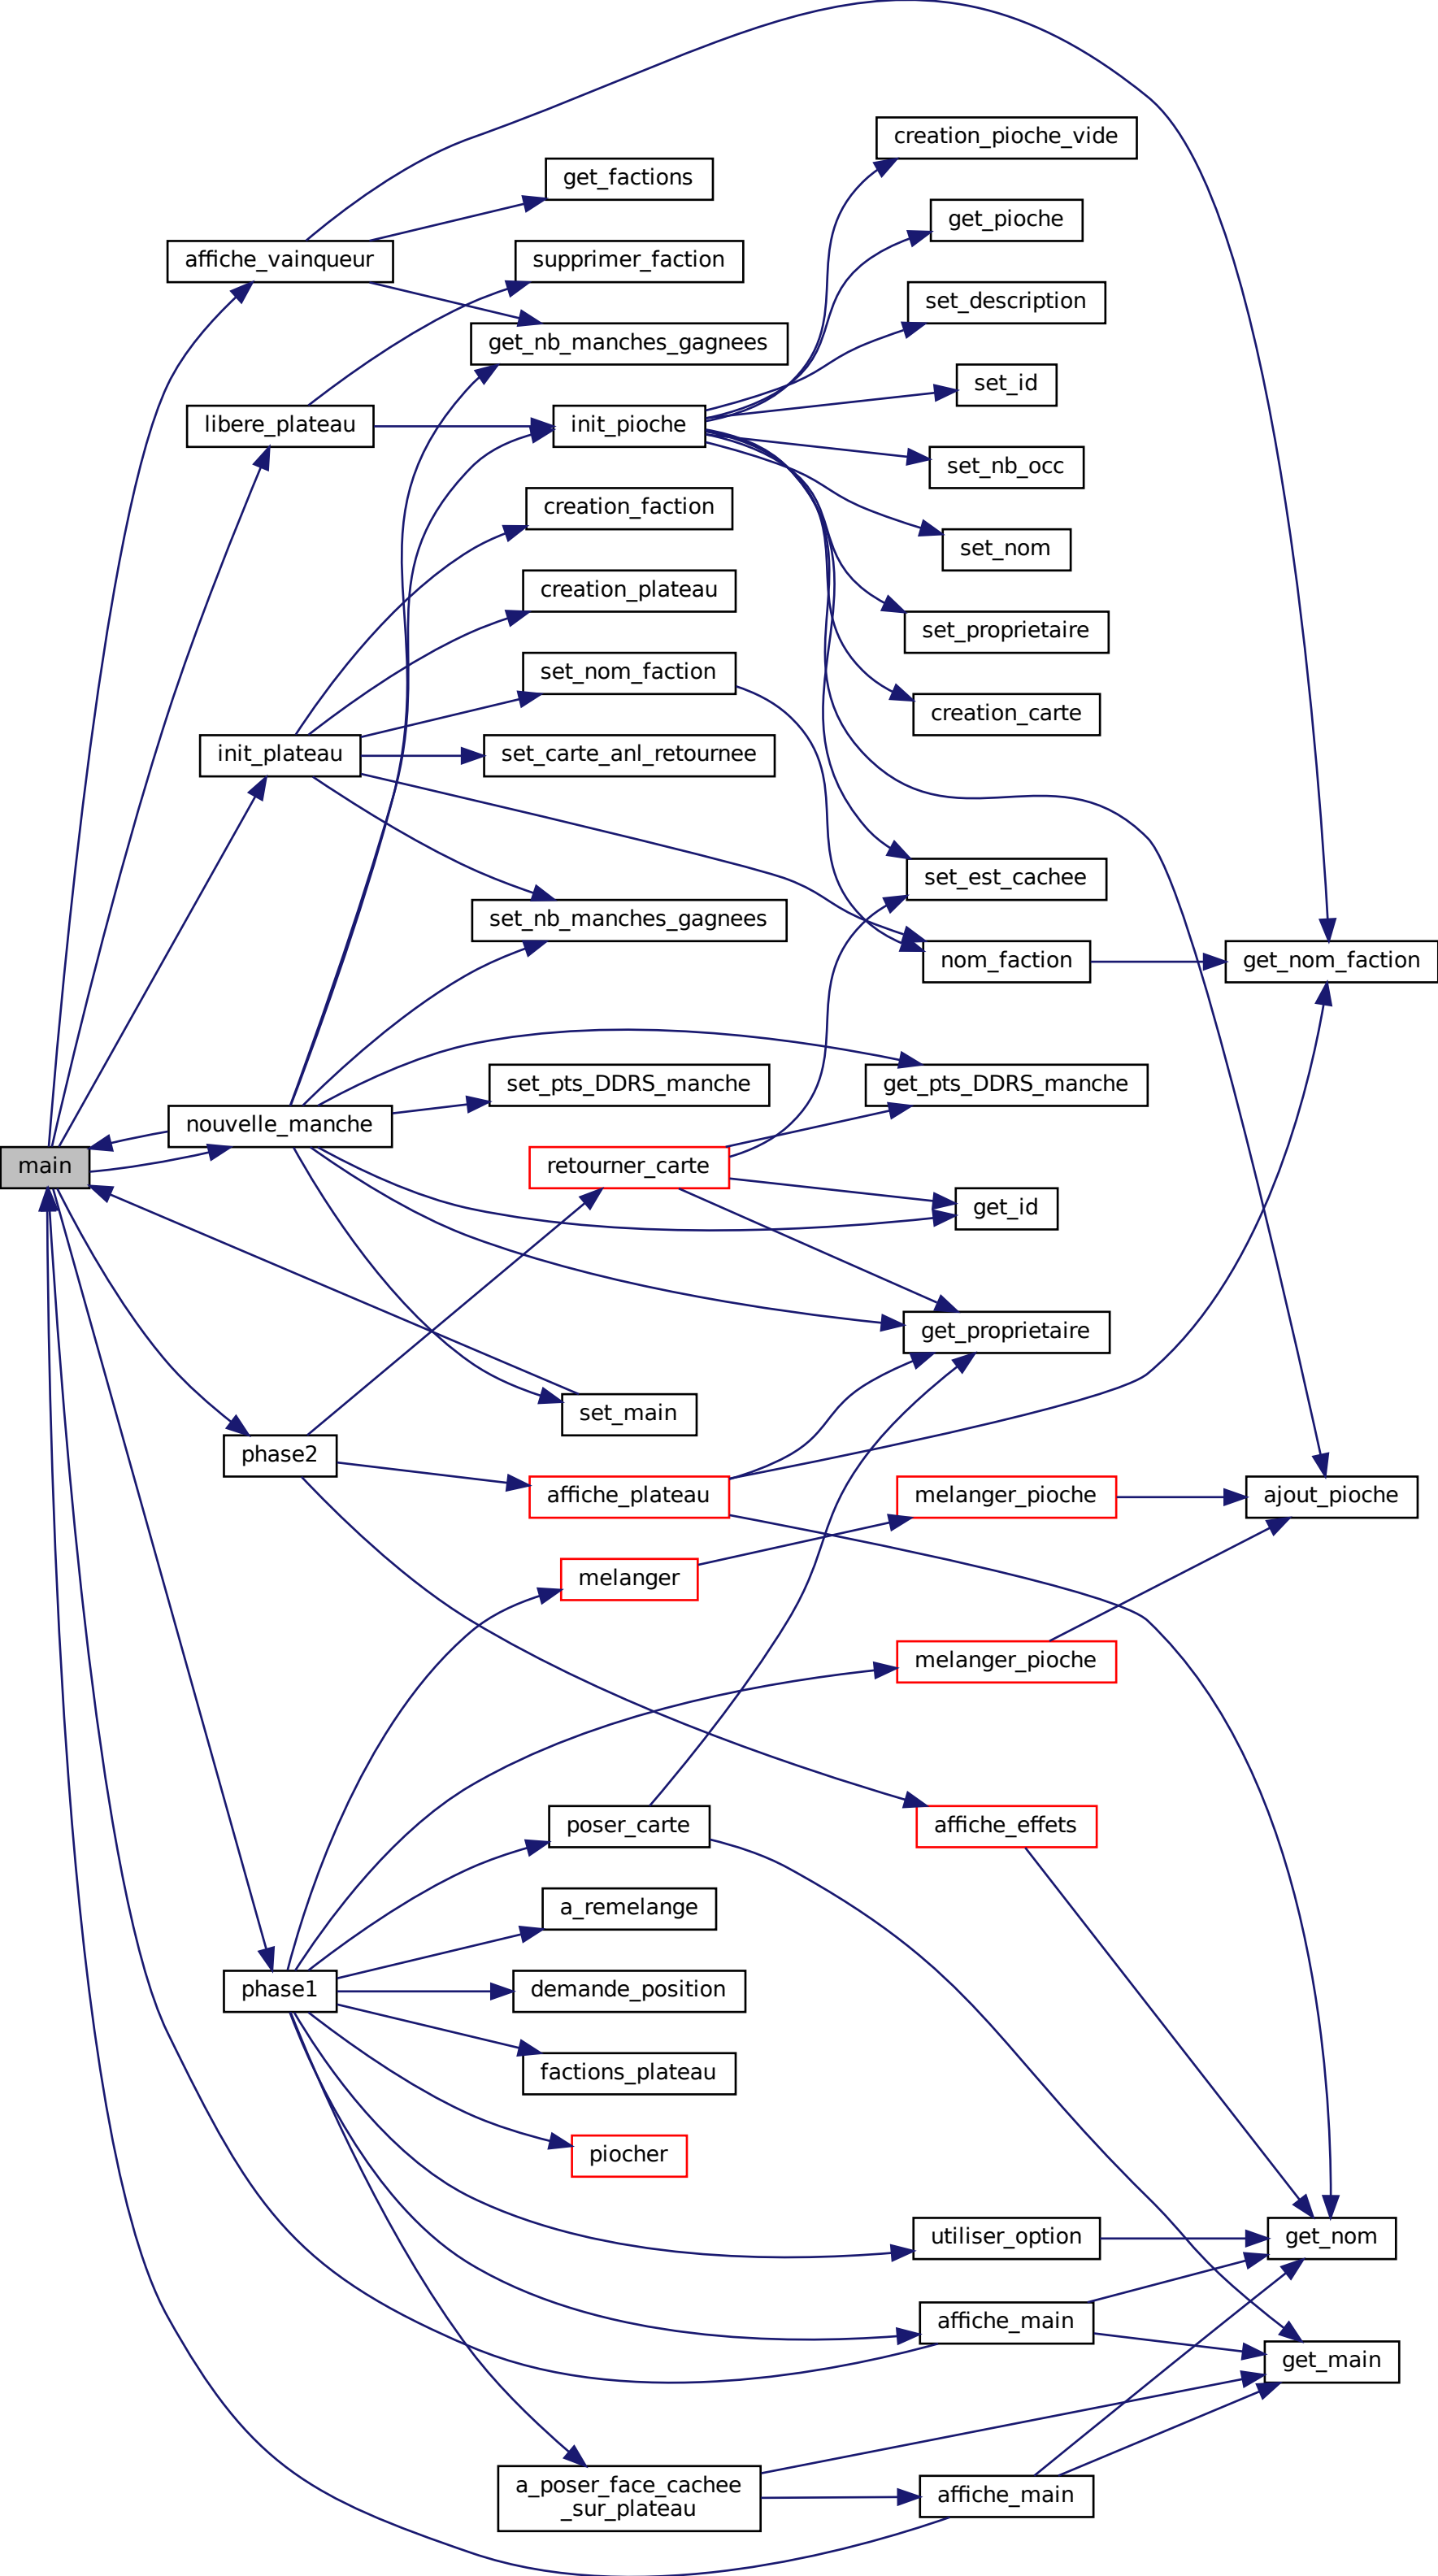 creation_pioche_vide
get_factions
get_pioche
affiche_vainqueur
supprimer_faction
set_description
get_nb_manches_gagnees
set_id
libere_plateau
init_pioche
set_nb_occ
creation_faction
set_nom
creation_plateau
set_proprietaire
set_nom_faction
creation_carte
init_plateau
set_carte_anl_retournee
set_est_cachee
set_nb_manches_gagnees
nom_faction
get_nom_faction
set_pts_DDRS_manche
get_pts_DDRS_manche
nouvelle_manche
main
retourner_carte
get_id
get_proprietaire
set_main
phase2
affiche_plateau
melanger_pioche
ajout_pioche
melanger
melanger_pioche
poser_carte
affiche_effets
a_remelange
phase1
demande_position
factions_plateau
piocher
utiliser_option
get_nom
affiche_main
get_main
a_poser_face_cachee
_sur_plateau
affiche_main